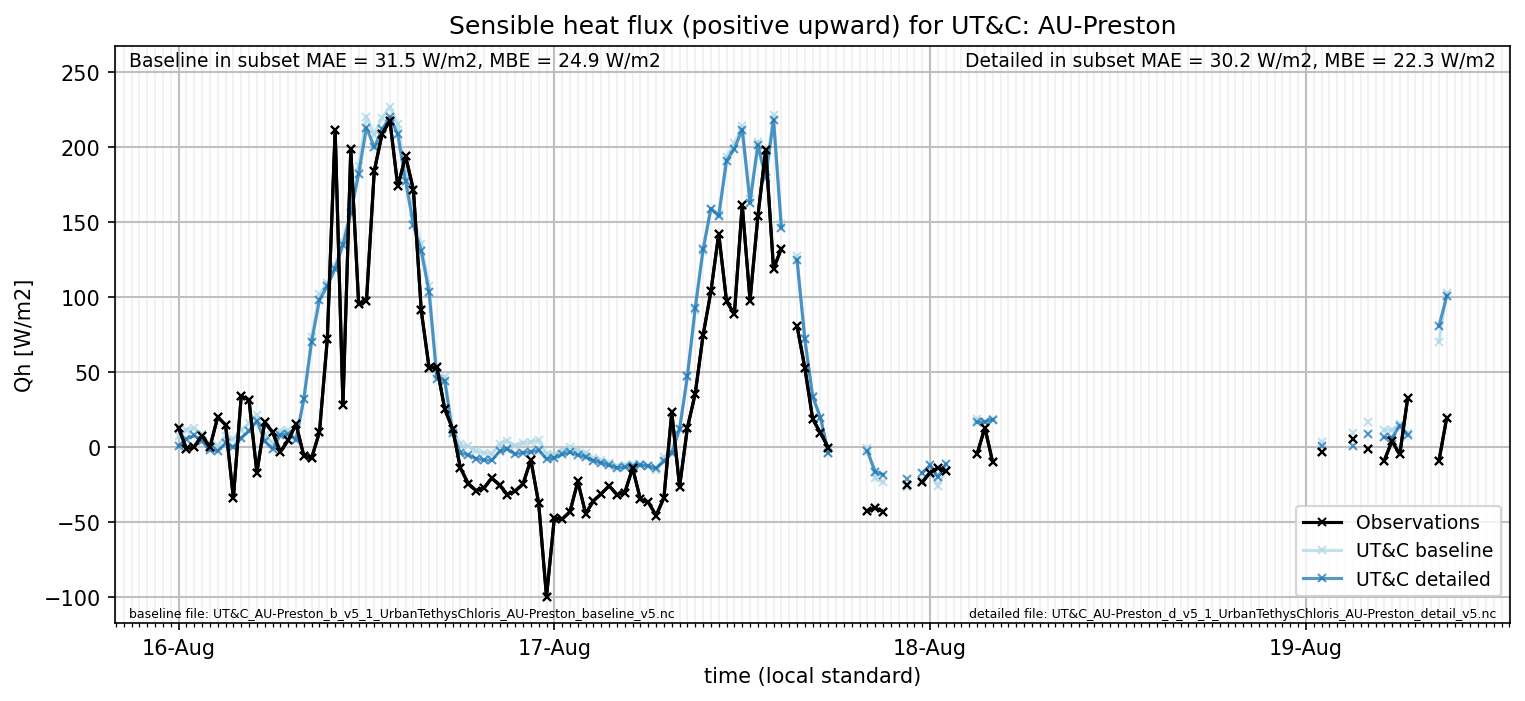 Sensible heat flux (positive upward) for UT&C: AU-Preston
Baseline in subset MAE = 31.5 W/m2, MBE = 24.9 W/m2
Detailed in subset MAE = 30.2 W/m2, MBE = 22.3 W/m2
250
200
150
100
50
0
−50
−100
Qh [W/m2]
Observations
UT&C baseline
UT&C detailed
baseline file: UT&C_AU-Preston_b_v5_1_UrbanTethysChloris_AU-Preston_baseline_v5.nc
detailed file: UT&C_AU-Preston_d_v5_1_UrbanTethysChloris_AU-Preston_detail_v5.nc
16-Aug
17-Aug
18-Aug
19-Aug
time (local standard)